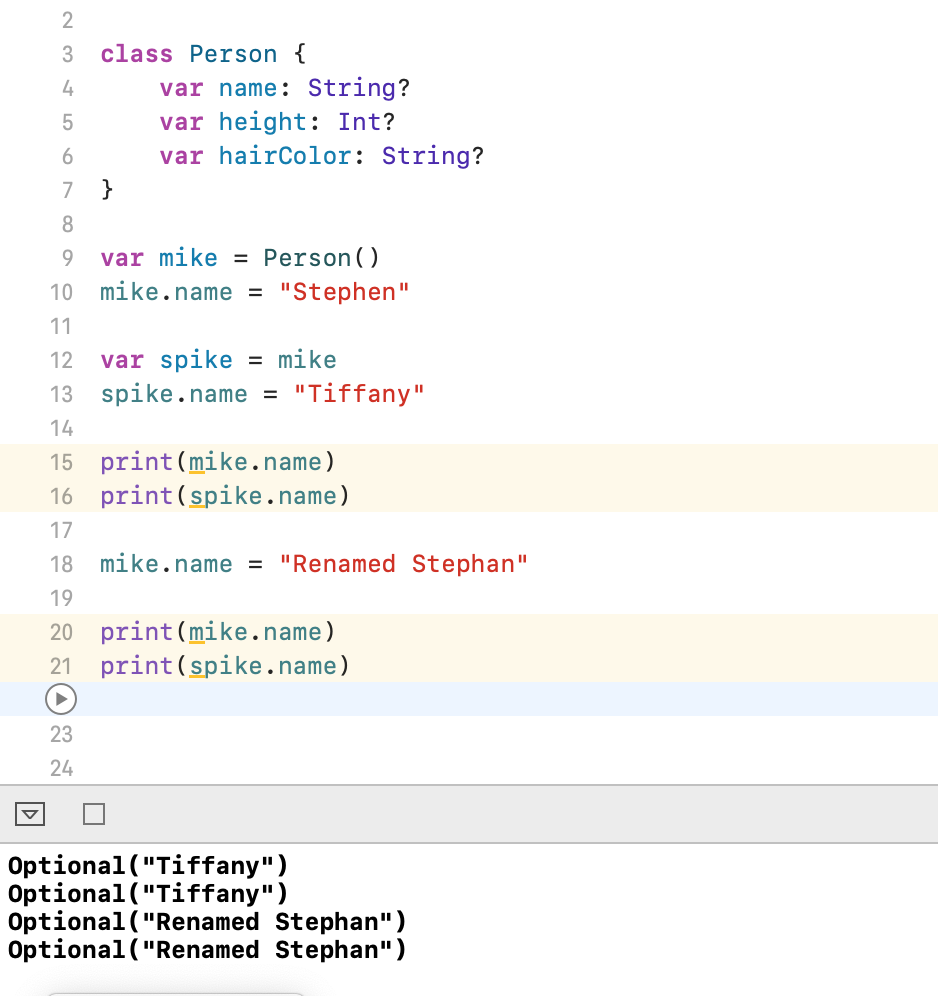 2
3 class Person {
4     var name: String?
5     var height: Int?
6     var hairColor: String?
7 }
8
9 var mike = Person()
10 mike.name = "Stephen"
11
12 var spike = mike
13 spike.name = "Tiffany"
14
15 print(mike.name)
16 print(spike.name)
17
18 mike.name = "Renamed Stephan"
19
20 print(mike.name)
21 print(spike.name)
23
24
Optional("Tiffany")
Optional("Tiffany")
Optional("Renamed Stephan")
Optional("Renamed Stephan")